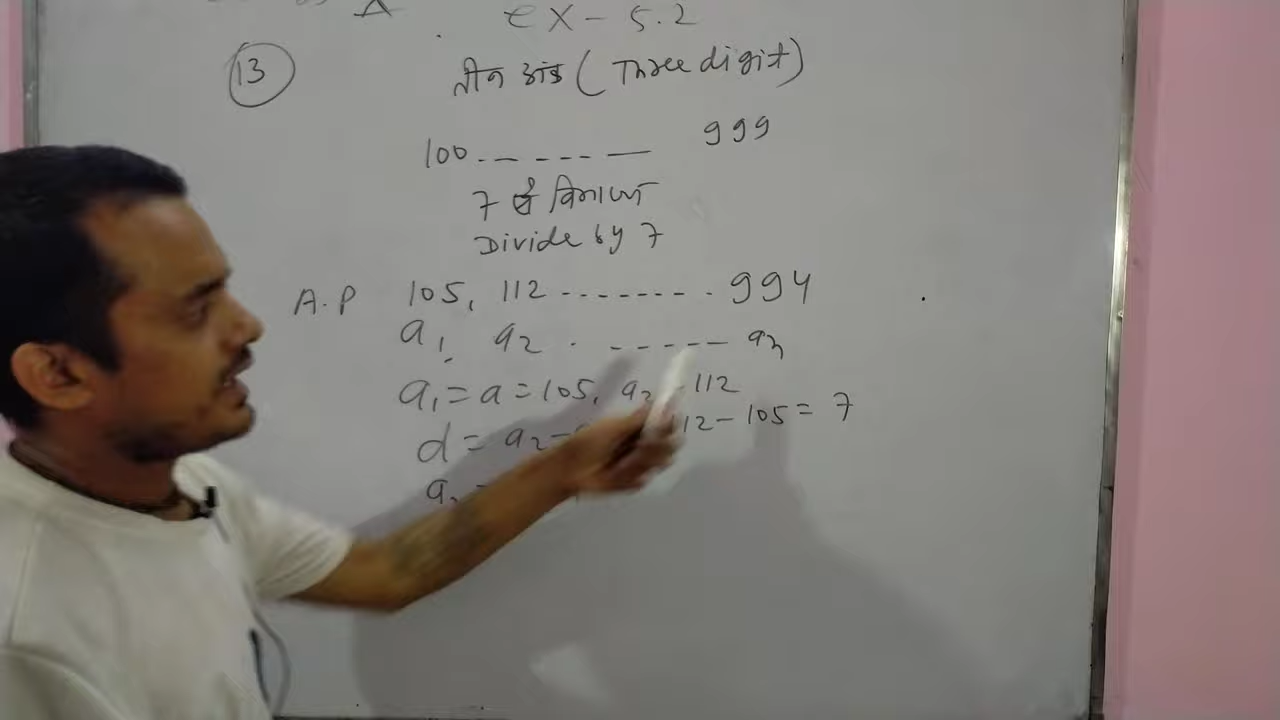 ex - 5.2
13
तीन अंक ( Three digit)
100 - - - - - - 999
7 से विभाज्य
Divide by 7
A.P 105, 112 - - - - - - - . 994
a₁ a₂ . - - - - - aₙ
a₁ = a = 105, a₂ - 112
d = a₂ - 12 - 105 = 7